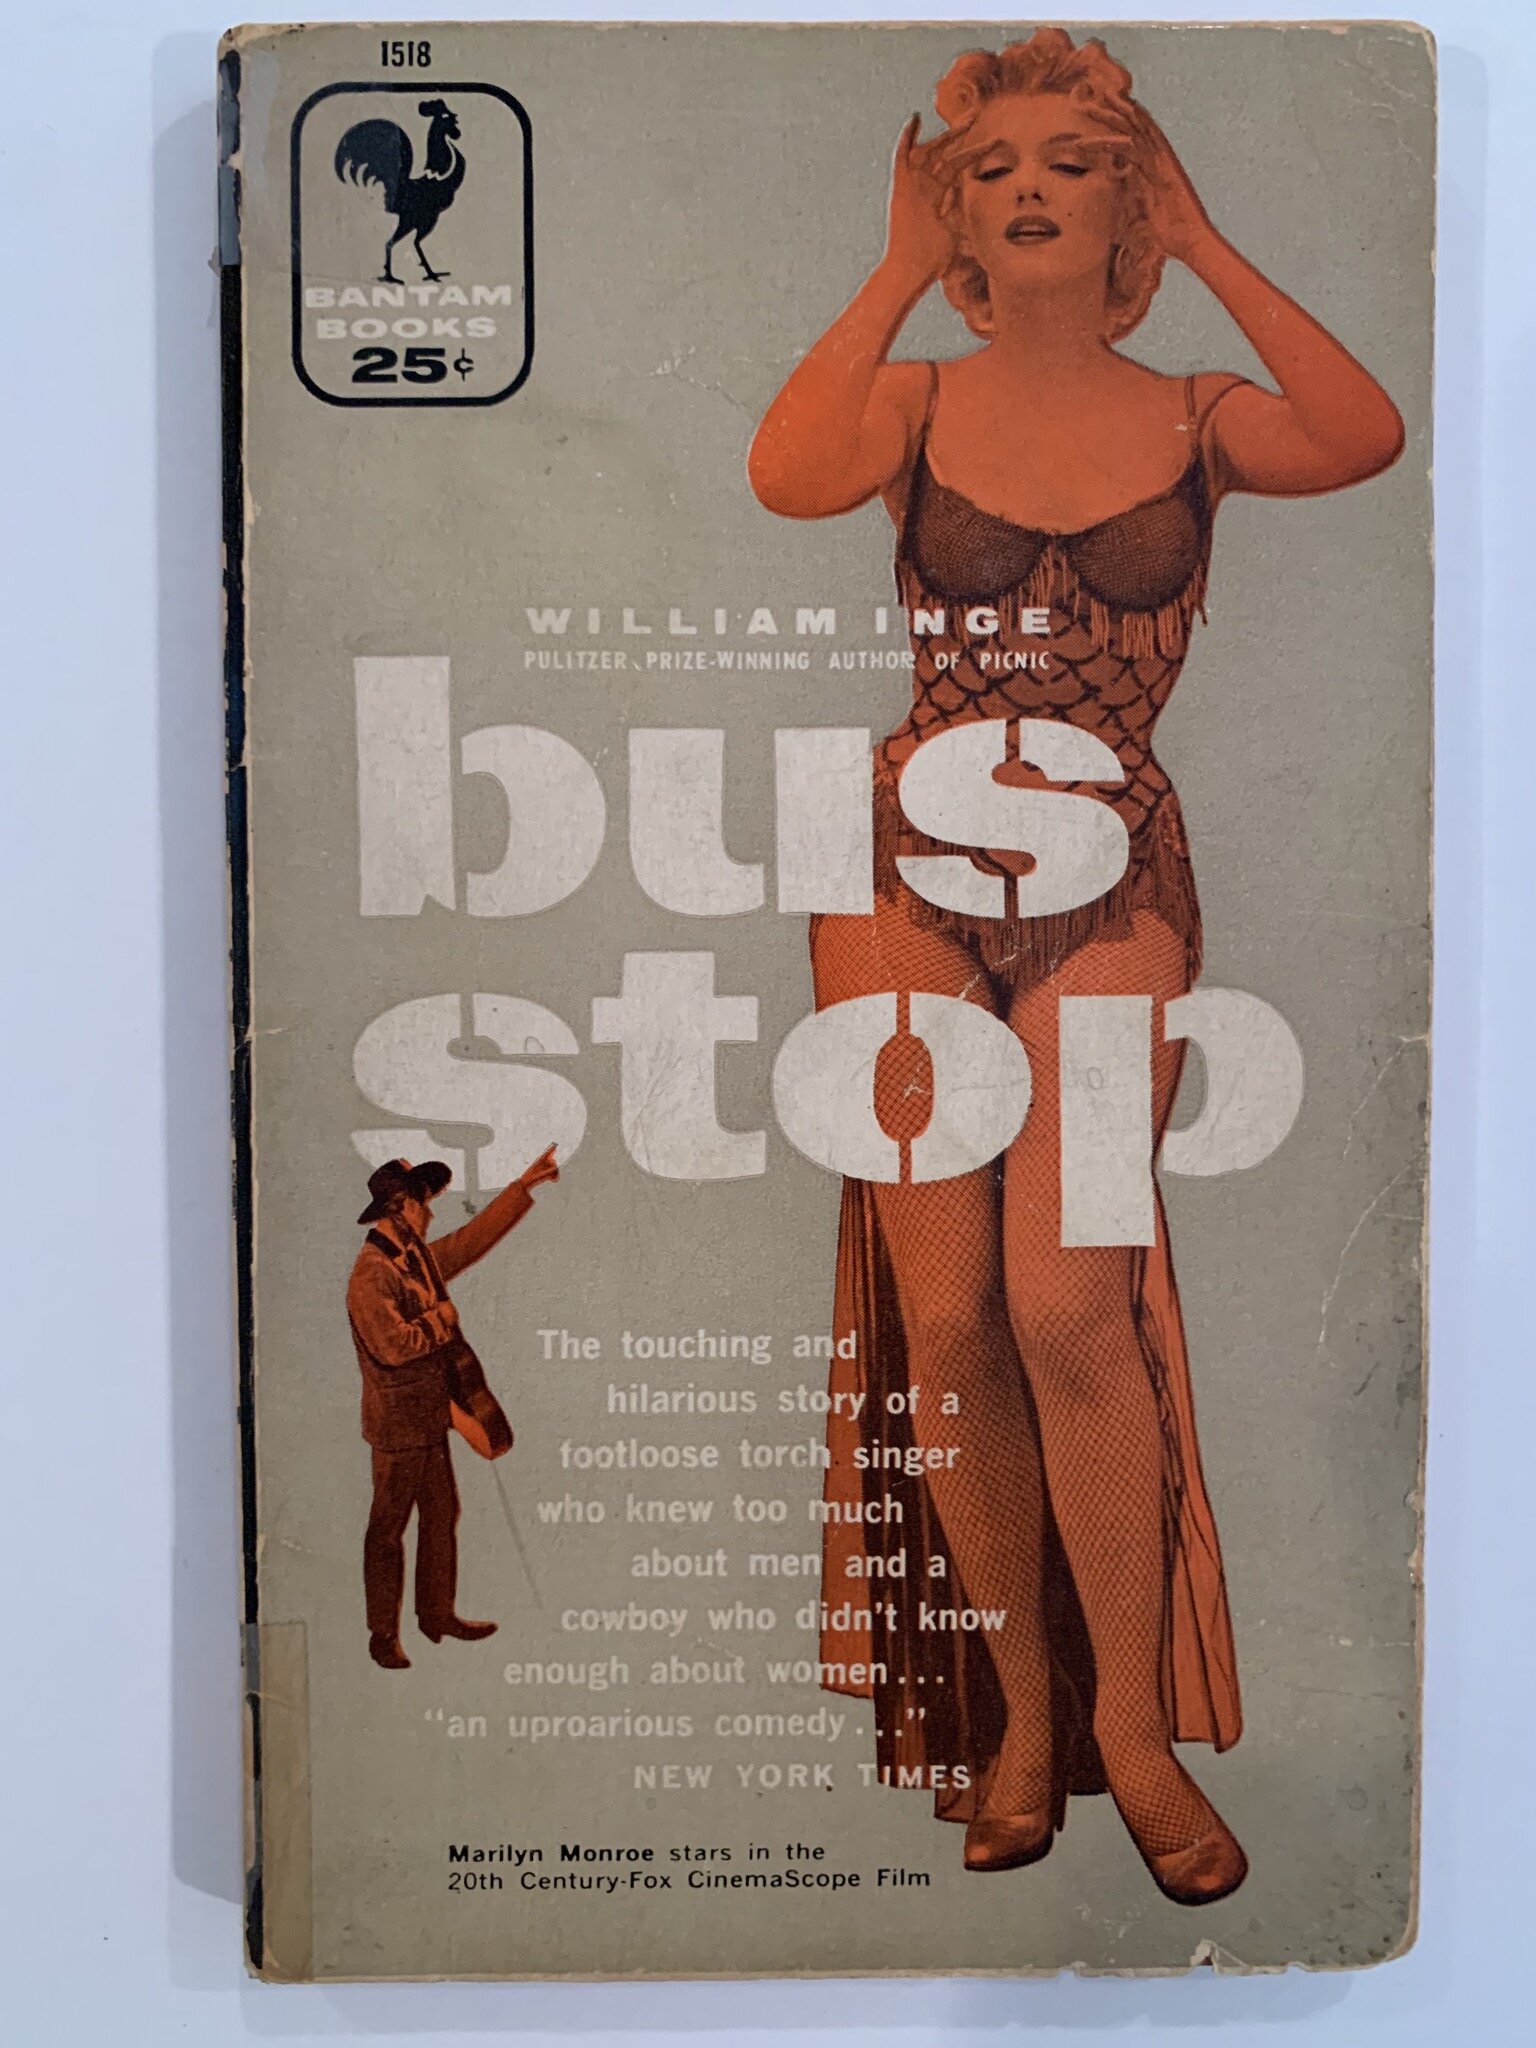 1518
BANTAM
BOOKS
25¢
WILLIAM INGE
PULITZER PRIZE-WINNING AUTHOR OF PICNIC
bus
stop
The touching and
hilarious story of a
footloose torch singer
who knew too much
about men and a
cowboy who didn't know
enough about women...
“an uproarious comedy...”
NEW YORK TIMES
Marilyn Monroe stars in the
20th Century-Fox CinemaScope Film